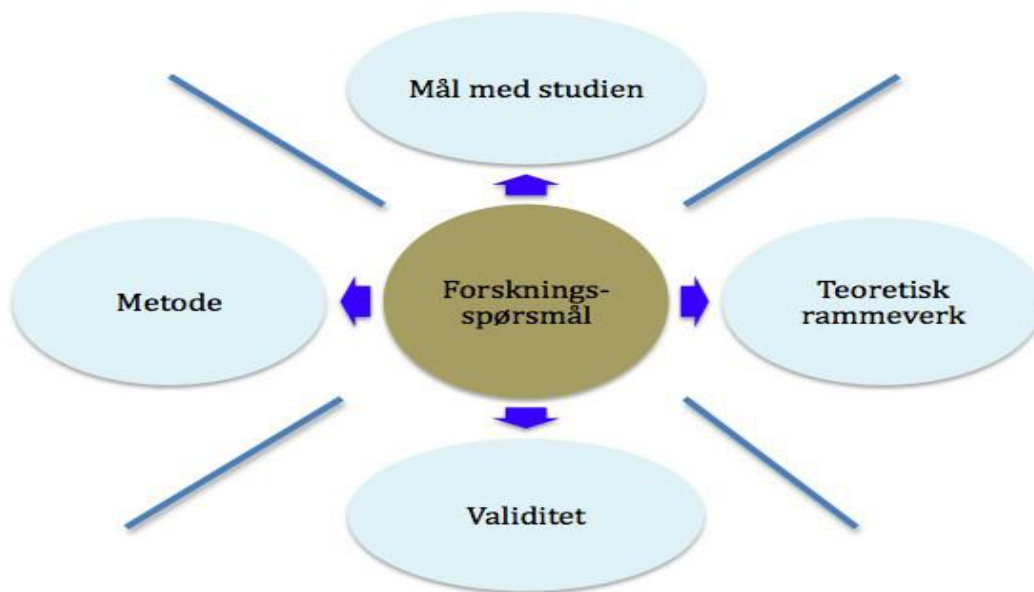 Mål med studien
Metode
Forsknings-
spørsmål
Teoretisk
rammeverk
Validitet